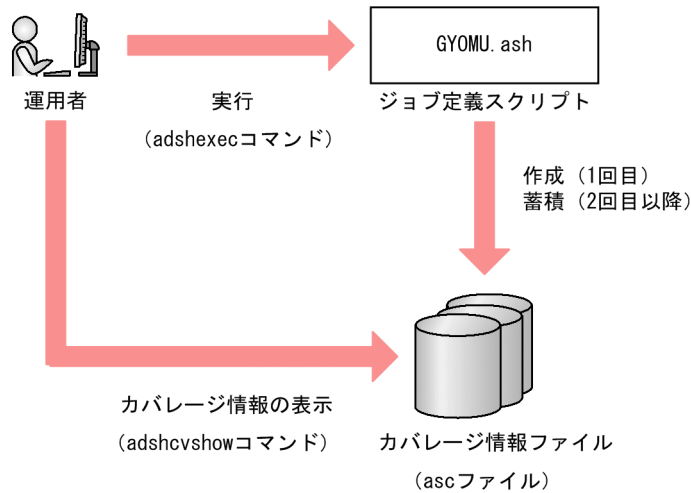 GYOMU.ash
運用者
実行
(adshexecコマンド)
ジョブ定義スクリプト
作成(1回目)
蓄積(2回目以降)
カバレージ情報の表示
(adshcvshowコマンド)
カバレージ情報ファイル
(ascファイル)